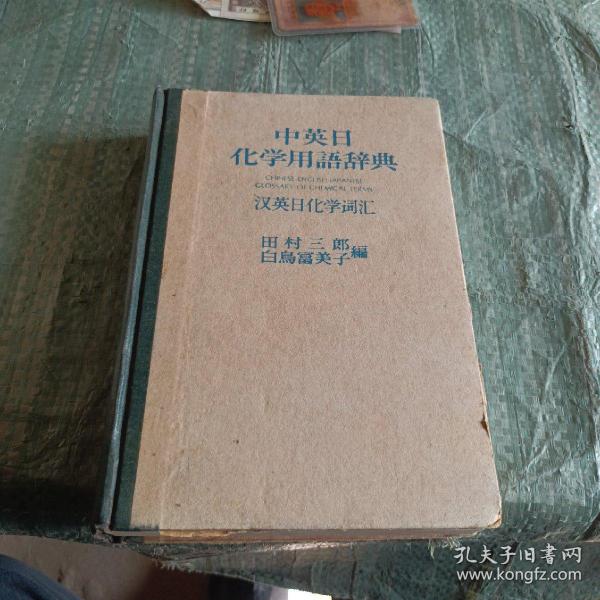 中英日
化学用語辞典
CHINESE-ENGLISH-JAPANESE
GLOSSARY OF CHEMICAL TERMS
汉英日化学词汇
田村三郎
白鳥冨美子 編
孔夫子旧书网
www.kongfz.com